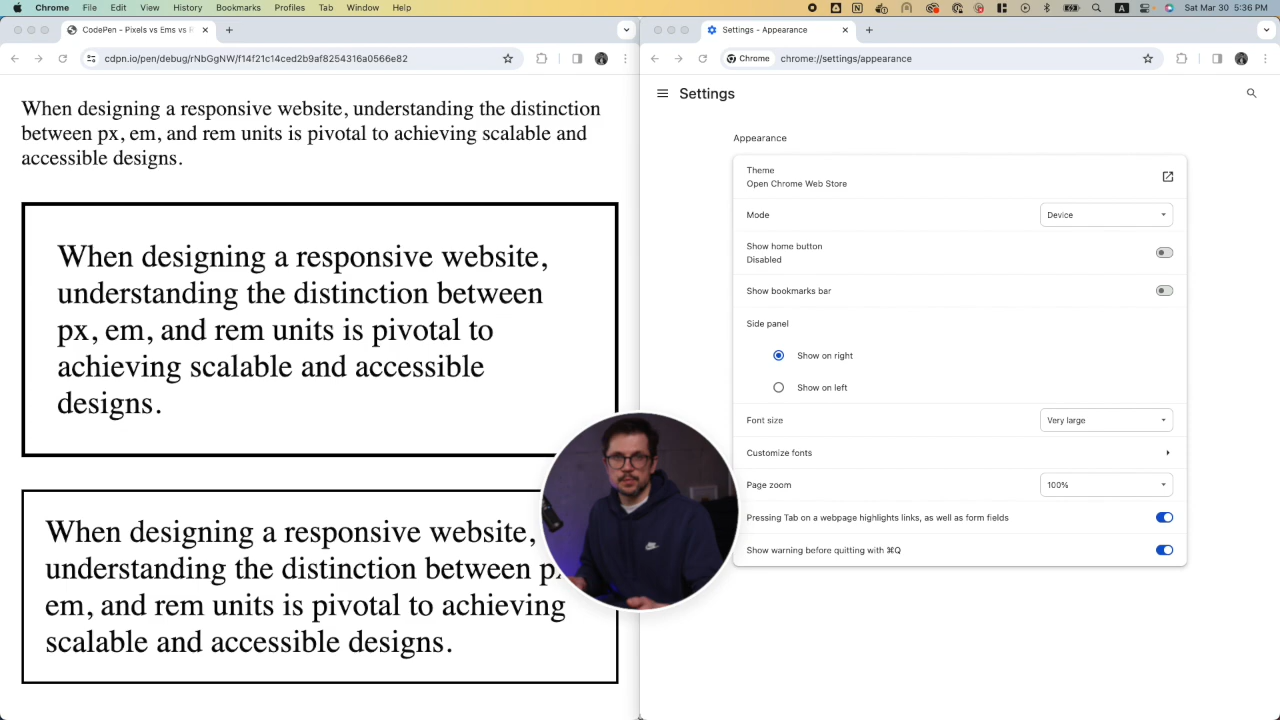 Chrome File Edit View History Bookmarks Profiles Tab Window Help
Sat Mar 30 5:36 PM
CodePen - Pixels vs Ems vs
cdpn.io/pen/debug/rNbGgNW/f14f21c14ced2b9af8254316a0566e82
When designing a responsive website, understanding the distinction
between px, em, and rem units is pivotal to achieving scalable and
accessible designs.
When designing a responsive website,
understanding the distinction between
px, em, and rem units is pivotal to
achieving scalable and accessible
designs.
When designing a responsive website,
understanding the distinction between
em, and rem units is pivotal to achieving
scalable and accessible designs.
Settings - Appearance
Chrome chrome://settings/appearance
Settings
Appearance
Theme
Open Chrome Web Store
Mode Device
Show home button
Disabled
Show bookmarks bar
Side panel
Show on right
Show on left
Font size Very large
Customize fonts
Page zoom 100%
Pressing Tab on a webpage highlights links, as well as form fields
Show warning before quitting with ⌘Q